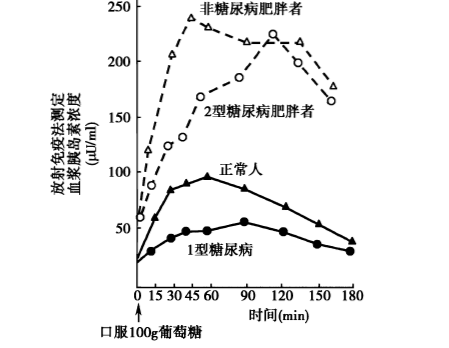 250
非糖尿病肥胖者
200
放射免疫法测定
血浆胰岛素浓度
(μU/ml)
150
2型糖尿病肥胖者
100
正常人
50
1型糖尿病
0 15 30 45 60 90 120 150 180
时间(min)
口服100g葡萄糖